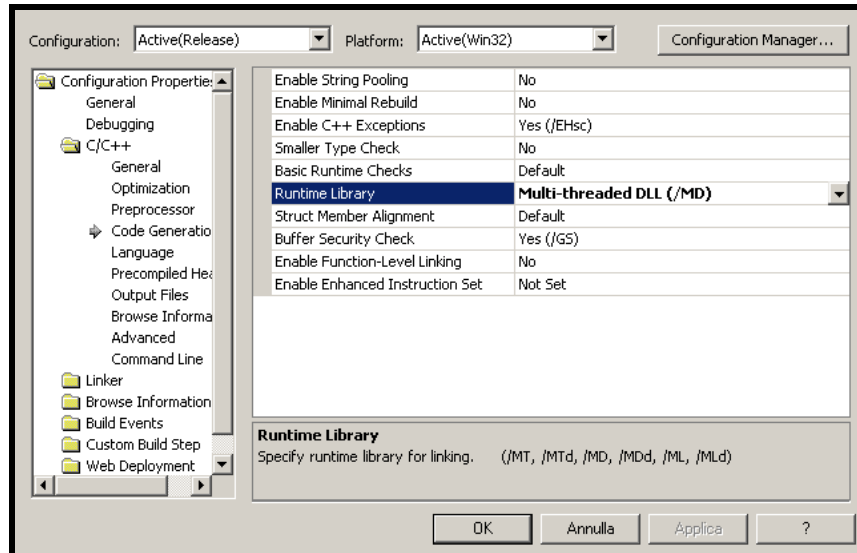 Configuration: Active(Release) Platform: Active(Win32) Configuration Manager...
Configuration Propertie
General
Debugging
C/C++
General
Optimization
Preprocessor
Code Generatio
Language
Precompiled Hea
Output Files
Browse Informa
Advanced
Command Line
Linker
Browse Information
Build Events
Custom Build Step
Web Deployment
Enable String Pooling No
Enable Minimal Rebuild No
Enable C++ Exceptions Yes (/EHsc)
Smaller Type Check No
Basic Runtime Checks Default
Runtime Library Multi-threaded DLL (/MD)
Struct Member Alignment Default
Buffer Security Check Yes (/GS)
Enable Function-Level Linking No
Enable Enhanced Instruction Set Not Set
Runtime Library
Specify runtime library for linking. (/MT, /MTd, /MD, /MDd, /ML, /MLd)
OK Annulla Applica ?